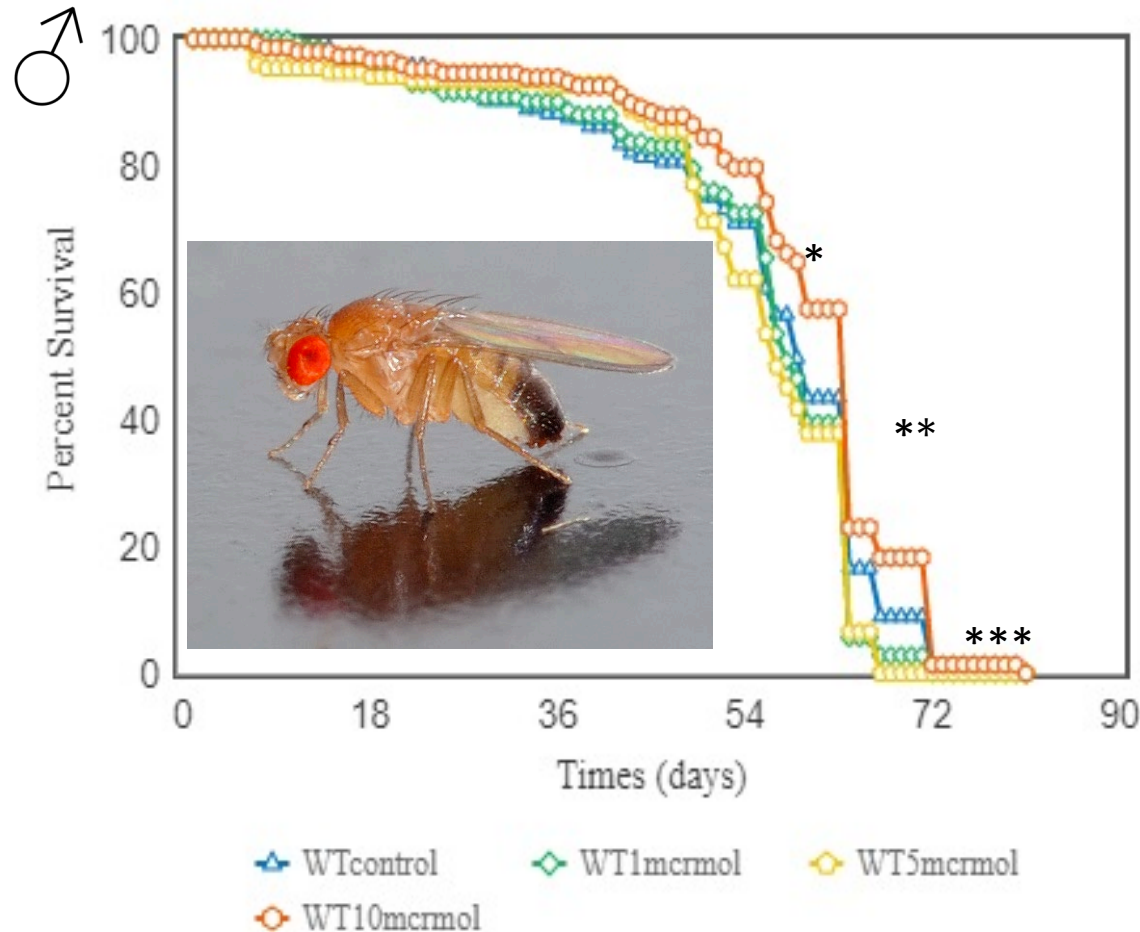 ♂
100
80
60
40
20
0
Percent Survival
*
**
***
0 18 36 54 72 90
Times (days)
WTcontrol WT1mcrmol WT5mcrmol
WT10mcrmol